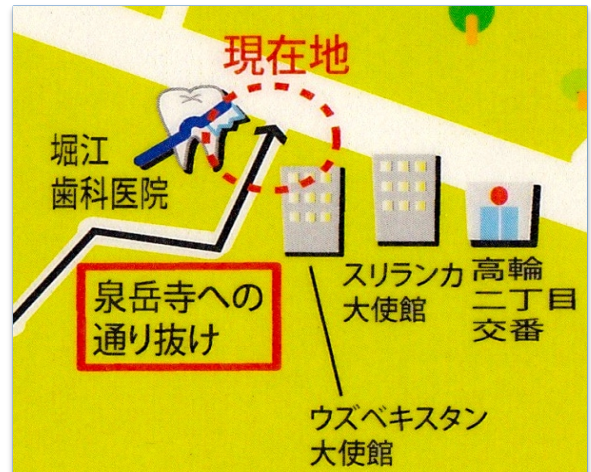 現在地
堀江
歯科医院
泉岳寺への
通り抜け
スリランカ
大使館
高輪
二丁目
交番
ウズベキスタン
大使館